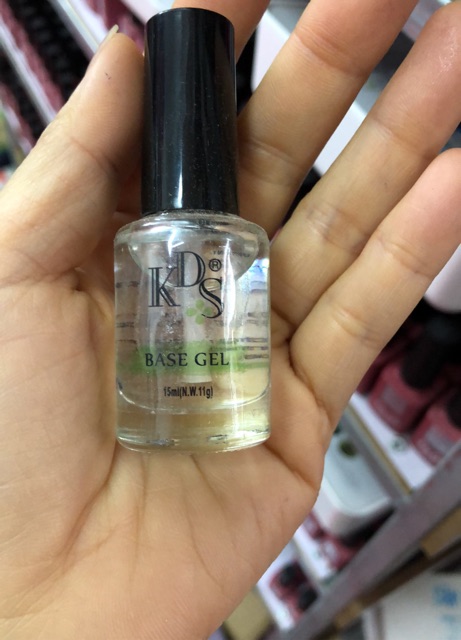 KDS®
BASE GEL
15ml(N.W.11g)